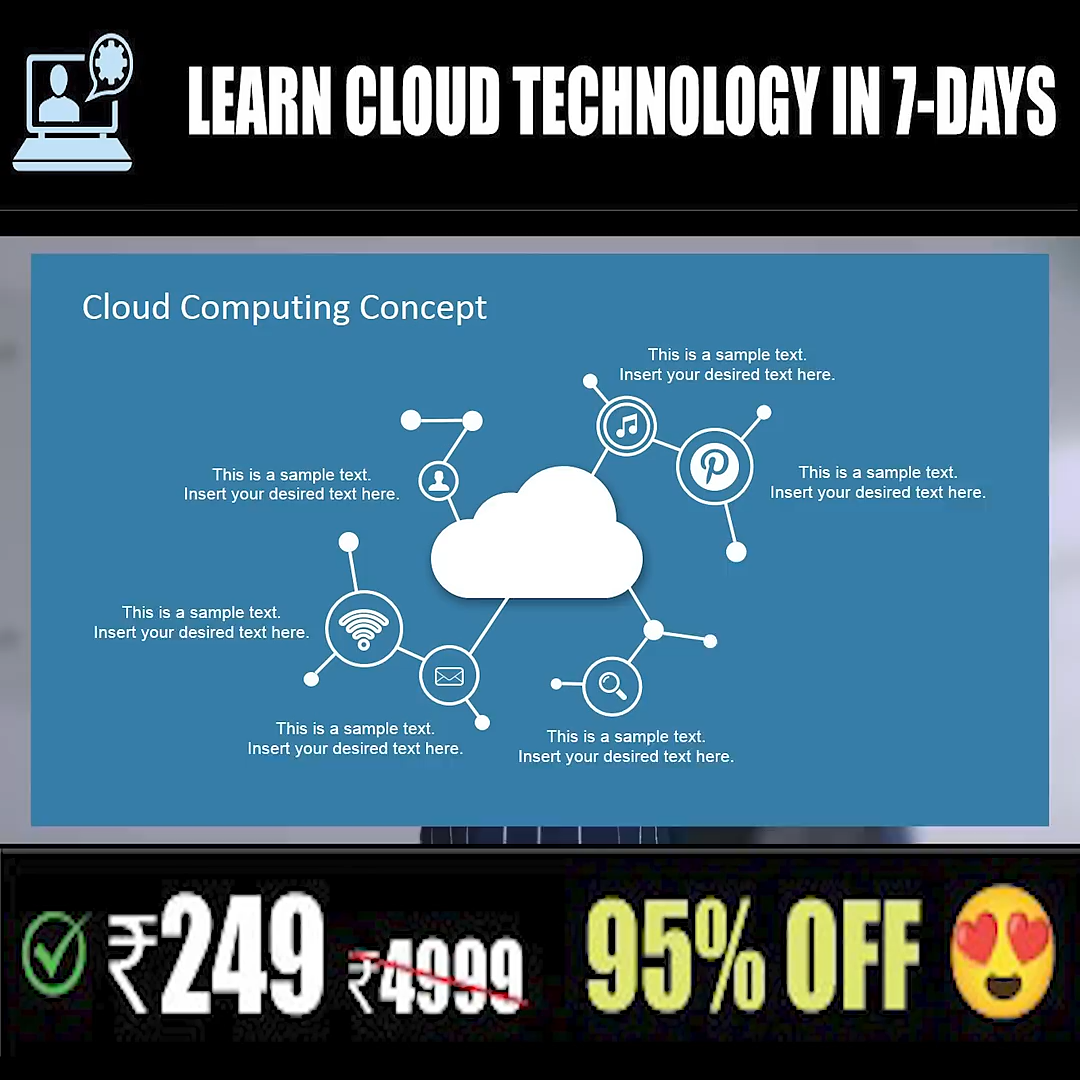 LEARN CLOUD TECHNOLOGY IN 7-DAYS
Cloud Computing Concept
This is a sample text.
Insert your desired text here.
This is a sample text.
Insert your desired text here.
This is a sample text.
Insert your desired text here.
This is a sample text.
Insert your desired text here.
This is a sample text.
Insert your desired text here.
This is a sample text.
Insert your desired text here.
₹249 ₹4999 95% OFF